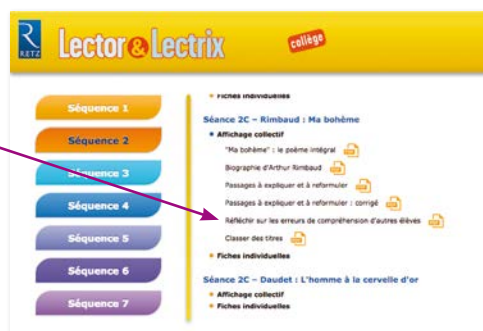 R
RETZ
Lector & Lectrix
collège
Séquence 1
Séquence 2
Séquence 3
Séquence 4
Séquence 5
Séquence 6
Séquence 7
Fiches individuelles
Séance 2C – Rimbaud : Ma bohème
Affichage collectif
"Ma bohème" : le poème intégral
Biographie d'Arthur Rimbaud
Passages à expliquer et à reformuler
Passages à expliquer et à reformuler : corrigé
Réfléchir sur les erreurs de compréhension d'autres élèves
Classer des titres
Fiches individuelles
Séance 2C – Daudet : L'homme à la cervelle d'or
Affichage collectif
Fiches individuelles